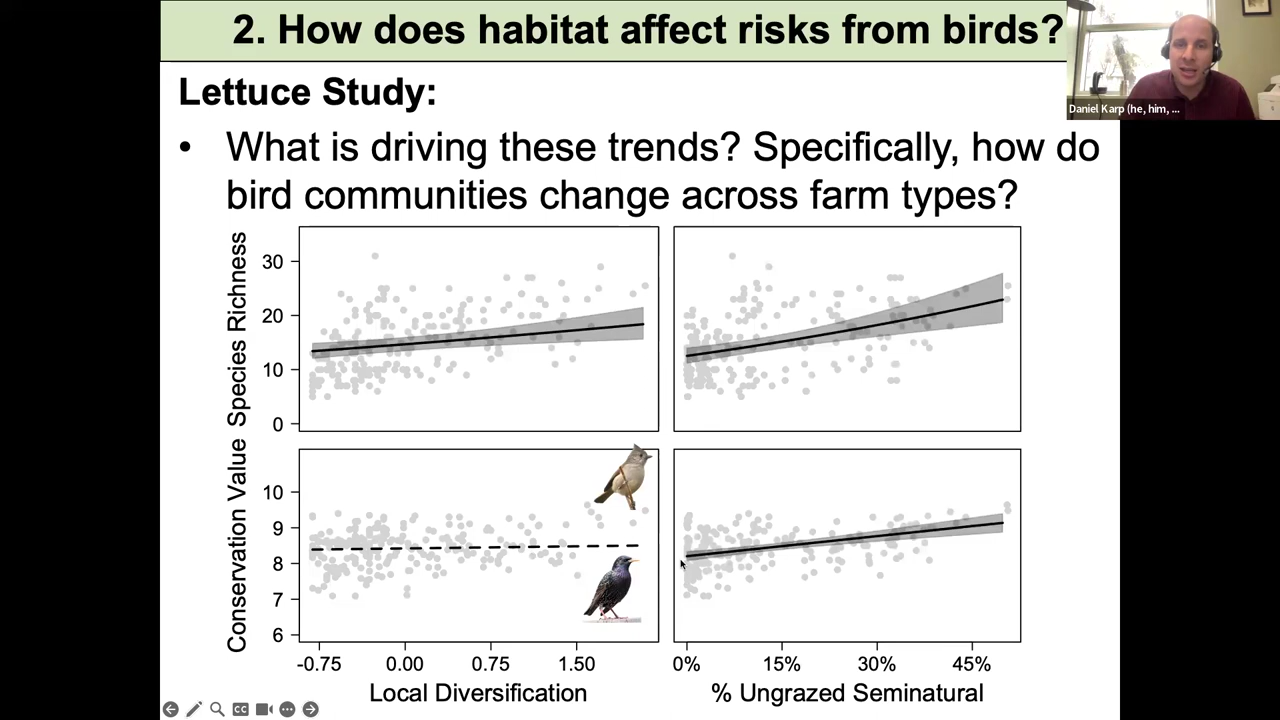 2. How does habitat affect risks from birds?
Daniel Karp (he, him, ...
Lettuce Study:
• What is driving these trends? Specifically, how do
bird communities change across farm types?
Species Richness
30
20
10
0
Conservation Value
10
9
8
7
6
-0.75 0.00 0.75 1.50
0% 15% 30% 45%
Local Diversification
% Ungrazed Seminatural
CC